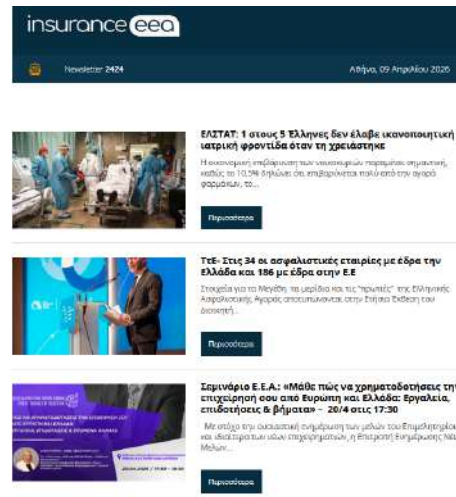 insurance eea
Newsletter 2424
Αθήνα, 09 Απριλίου 2026
ΕΛΣΤΑΤ: 1 στους 5 Έλληνες δεν έλαβε ικανοποιητική
ιατρική φροντίδα όταν τη χρειάστηκε
Η οικονομική επιβάρυνση των νοικοκυριών παραμένει σημαντική,
καθώς το 10,5% δηλώνει ότι επιβαρύνεται πολύ από την αγορά
φαρμάκων, το...
Περισσότερα
ΤτΕ- Στις 34 οι ασφαλιστικές εταιρίες με έδρα την
Ελλάδα και 186 με έδρα στην Ε.Ε
Στοιχεία για τα Μεγέθη, τα μερίδια και τις "πρωτιές" της Ελληνικής
Ασφαλιστικής Αγοράς αποτυπώνονται στην Ετήσια Έκθεση του
Διοικητή...
Περισσότερα
Σεμινάριο Ε.Ε.Α.: «Μάθε πώς να χρηματοδοτήσεις την
επιχείρησή σου από Ευρώπη και Ελλάδα: Εργαλεία,
επιδοτήσεις & βήματα» – 20/4 στις 17:30
Με στόχο την ουσιαστική ενημέρωση των μελών του Επιμελητηρίου
και ιδιαίτερα των νέων επιχειρηματιών, η Επιτροπή Ενημέρωσης Νέων
Μελών...
Περισσότερα